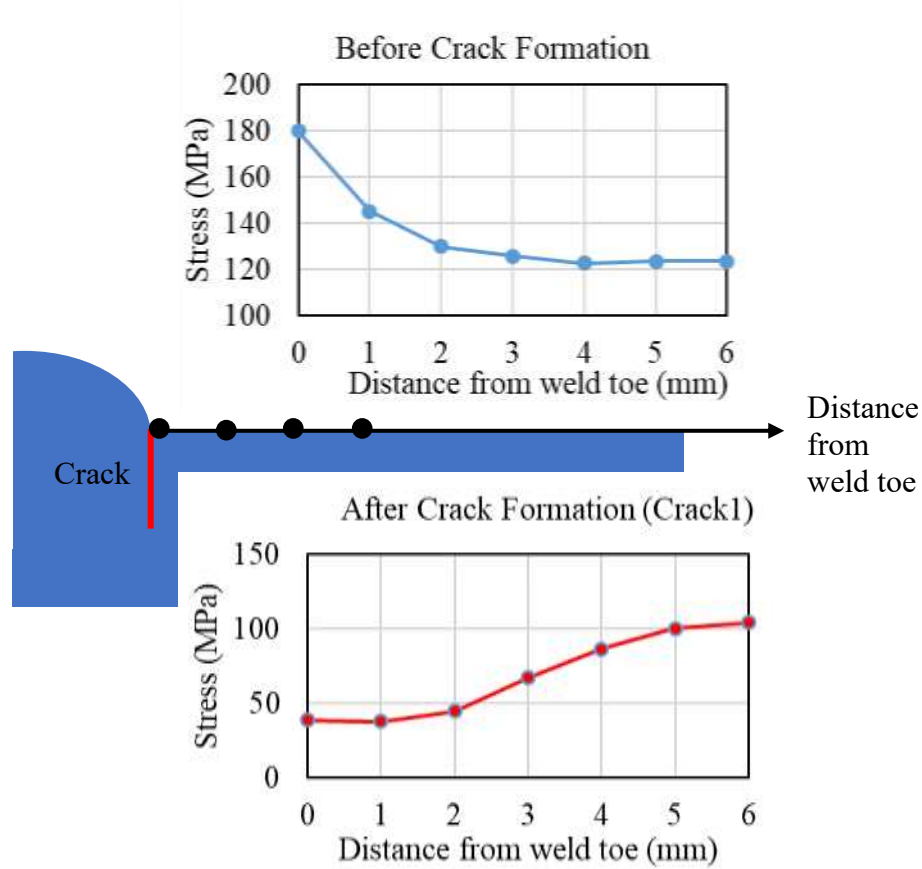 Before Crack Formation
200
180
160
140
120
100
Stress (MPa)
0 1 2 3 4 5 6
Distance from weld toe (mm)
Distance
from
weld toe
Crack
After Crack Formation (Crack1)
150
100
50
0
Stress (MPa)
0 1 2 3 4 5 6
Distance from weld toe (mm)